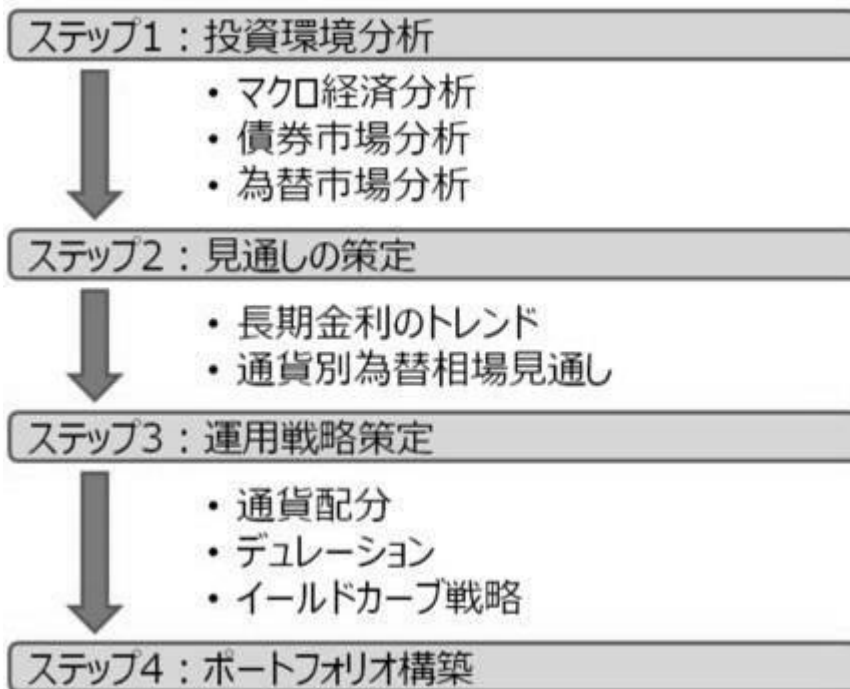 ステップ1：投資環境分析
・マクロ経済分析
・債券市場分析
・為替市場分析
ステップ2：見通しの策定
・長期金利のトレンド
・通貨別為替相場見通し
ステップ3：運用戦略策定
・通貨配分
・デュレーション
・イールドカーブ戦略
ステップ4：ポートフォリオ構築